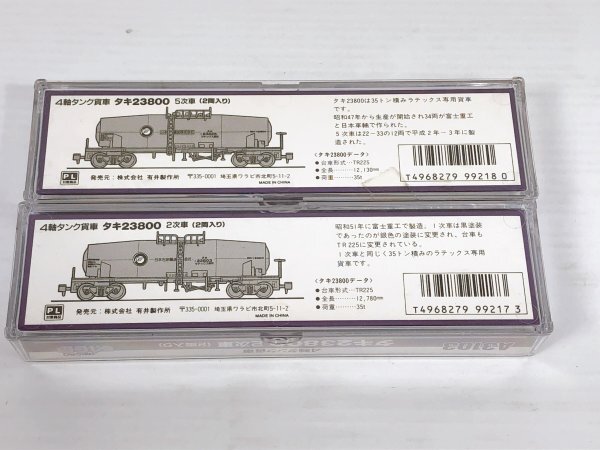 4軸タンク貨車 タキ23800 5次車(2両入り)
PL
発売元:株式会社 有井製作所 〒335-0001 埼玉県ワラビ市北町5-11-2
MADE IN CHINA
タキ23800は35トン積みラテックス専用貨車
です。
昭和47年から生産が開始され34両が富士重工
と日本車輛で作られた。
5次車は22-33の12両で平成2年-3年に製
造された。
〈タキ23800データ〉
●台車形式…TR225
●全長………12,130mm
●荷重………35t
T4968279 99218 0
4軸タンク貨車 タキ23800 2次車(2両入り)
PL
発売元:株式会社 有井製作所 〒335-0001 埼玉県ワラビ市北町5-11-2
MADE IN CHINA
昭和51年に富士重工で製造。1次車は黒塗装
であったのが銀色の塗装に変更され、台車も
TR225に変更されている。
1次車と同じく35トン積みのラテックス専用
貨車です。
〈タキ23800データ〉
●台車形式…TR225
●全長………12,780mm
●荷重………35t
T4968279 99217 3